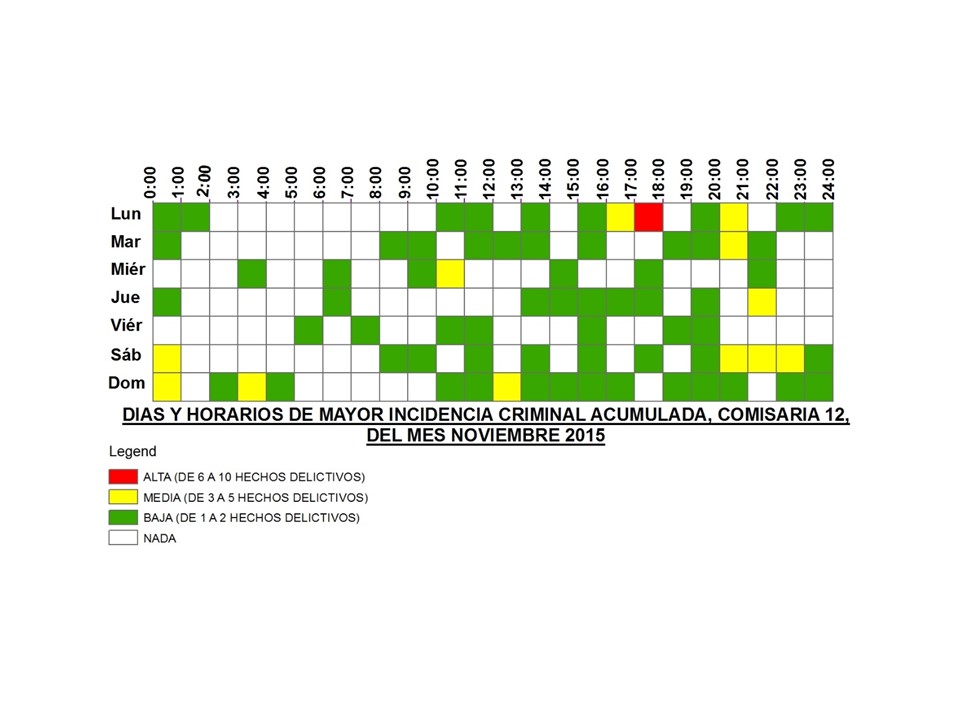 0:00 1:00 2:00 3:00 4:00 5:00 6:00 7:00 8:00 9:00 10:00 11:00 12:00 13:00 14:00 15:00 16:00 17:00 18:00 19:00 20:00 21:00 22:00 23:00 24:00
Lun
Mar
Miér
Jue
Viér
Sáb
Dom
DIAS Y HORARIOS DE MAYOR INCIDENCIA CRIMINAL ACUMULADA, COMISARIA 12,
DEL MES NOVIEMBRE 2015
Legend
ALTA (DE 6 A 10 HECHOS DELICTIVOS)
MEDIA (DE 3 A 5 HECHOS DELICTIVOS)
BAJA (DE 1 A 2 HECHOS DELICTIVOS)
NADA